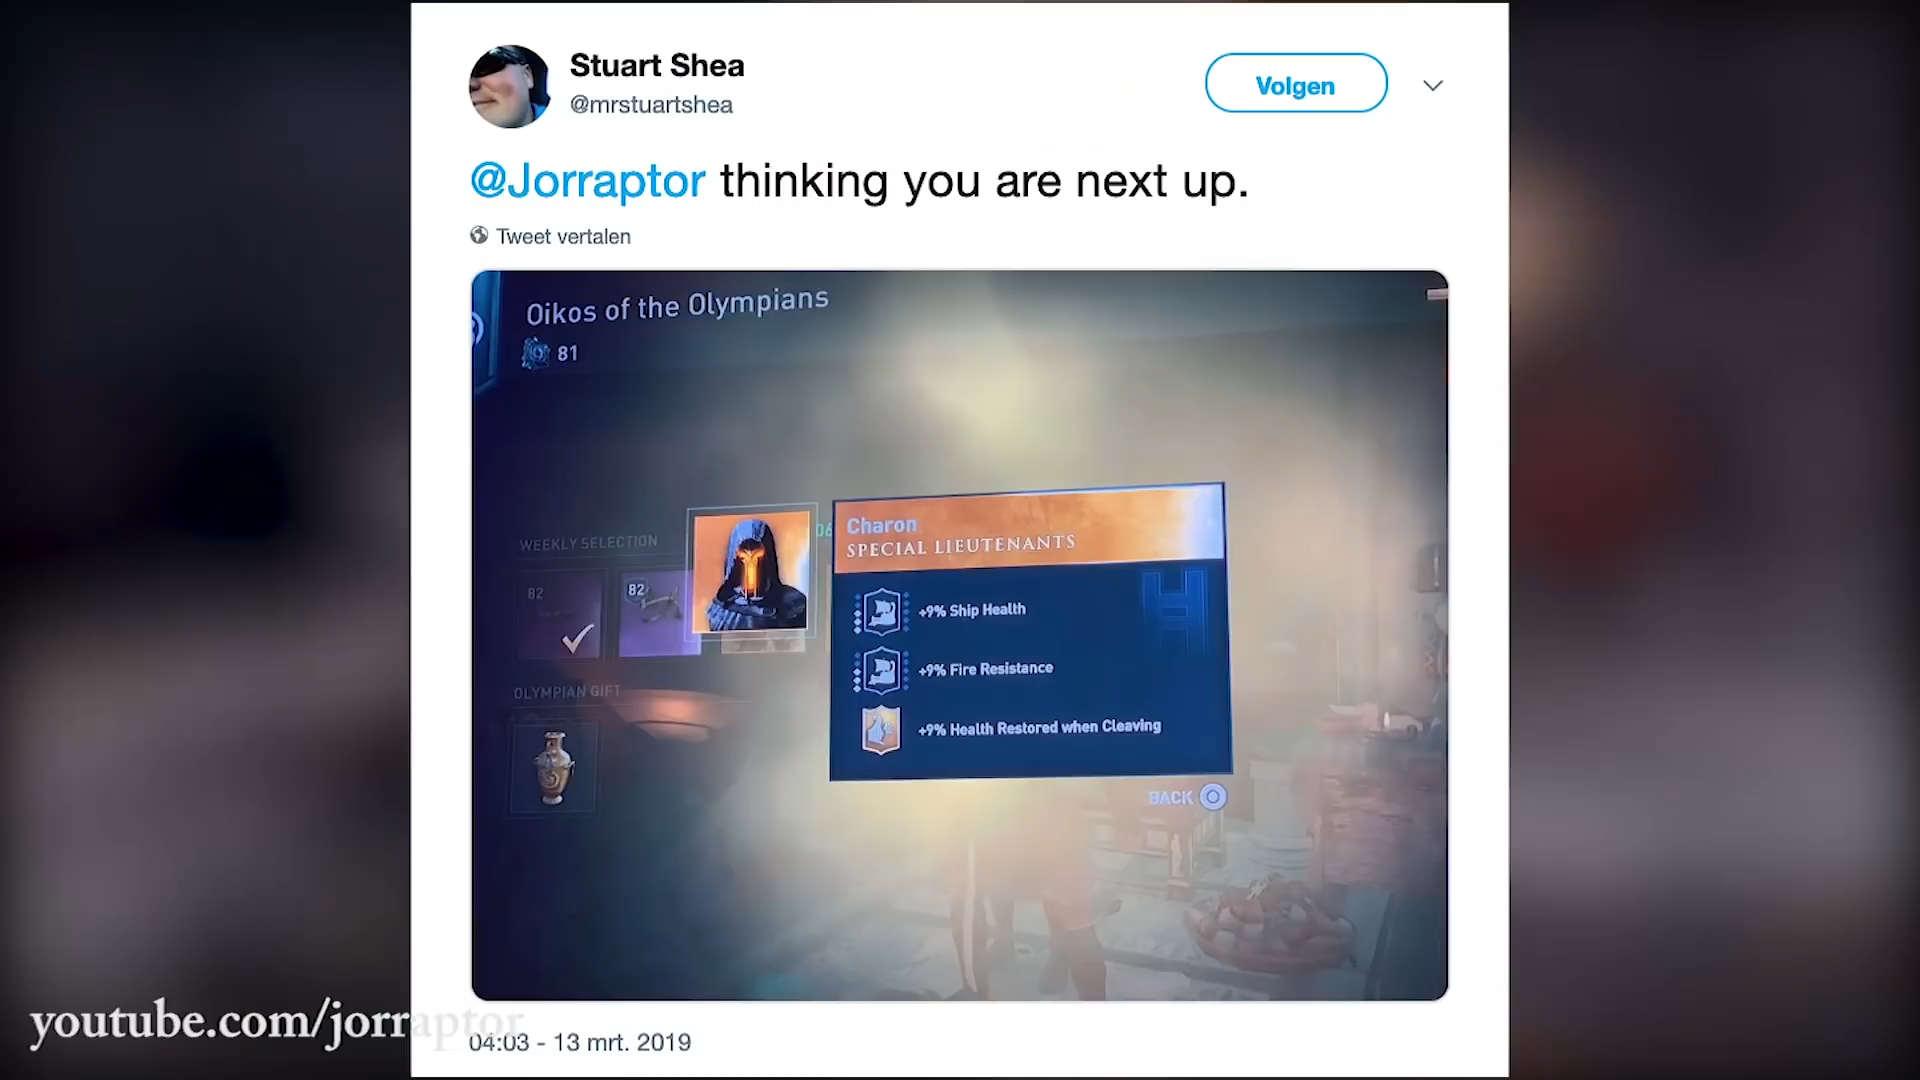 Stuart Shea
@mrstuartshea
Volgen
@Jorraptor thinking you are next up.
Tweet vertalen
Oikos of the Olympians
81
WEEKLY SELECTION
82
82
06
Charon
SPECIAL LIEUTENANTS
+9% Ship Health
+9% Fire Resistance
+9% Health Restored when Cleaving
OLYMPIAN GIFT
BACK
youtube.com/jorraptor
04:03 - 13 mrt. 2019